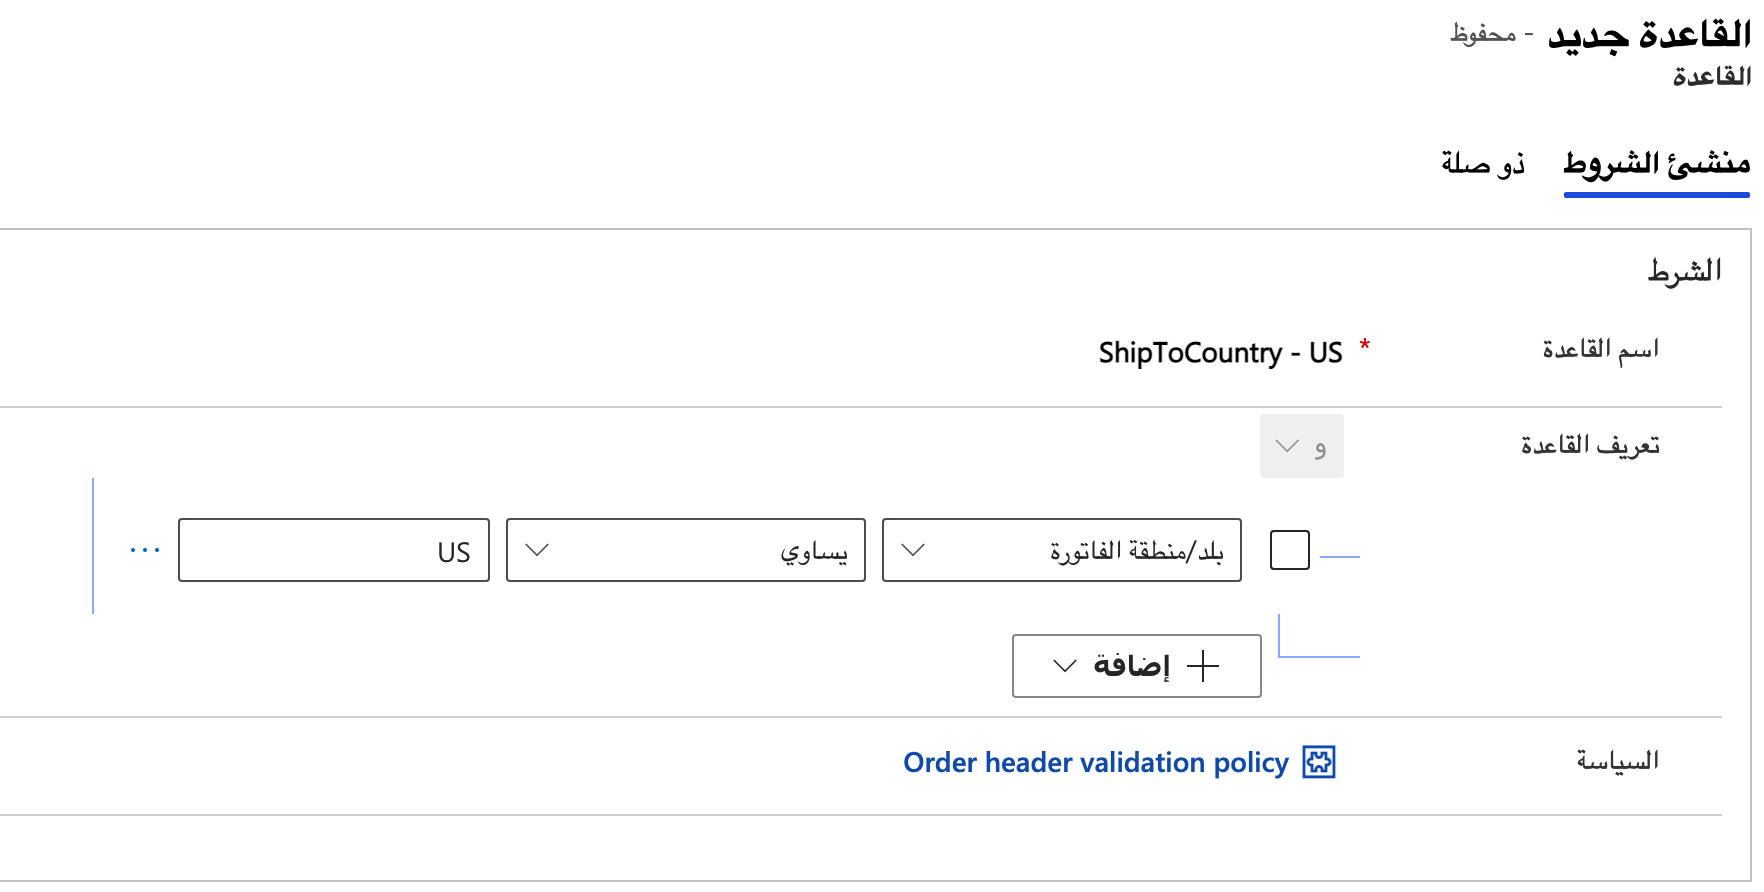 القاعدة جديد - محفوظ
القاعدة
منشئ الشروط ذو صلة
الشرط
اسم القاعدة * ShipToCountry - US
تعريف القاعدة و
بلد/منطقة الفاتورة يساوي US
إضافة
السياسة Order header validation policy